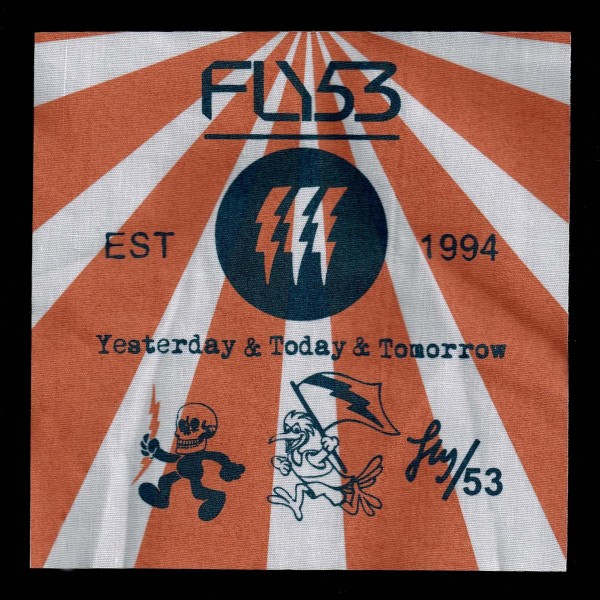 FLY53
EST 1994
Yesterday & Today & Tomorrow
Fly/53